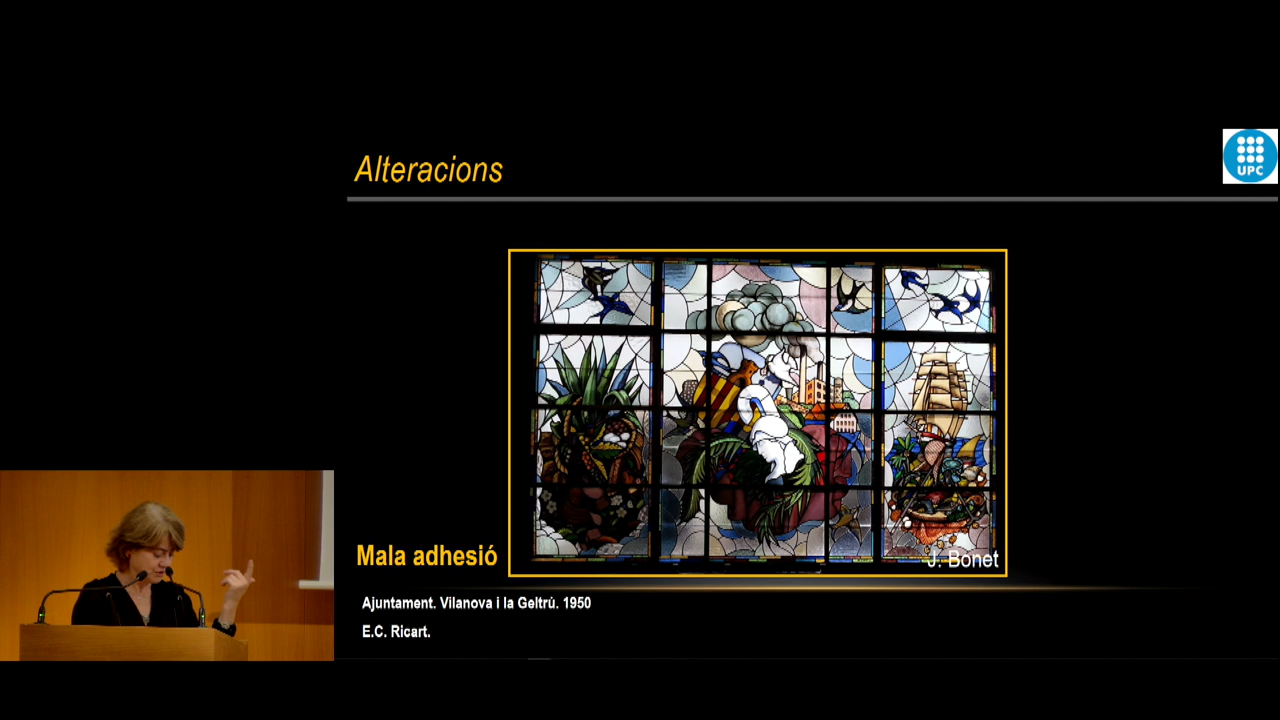 Alteracions
UPC
J. Bonet
Mala adhesió
Ajuntament. Vilanova i la Geltrú. 1950
E.C. Ricart.